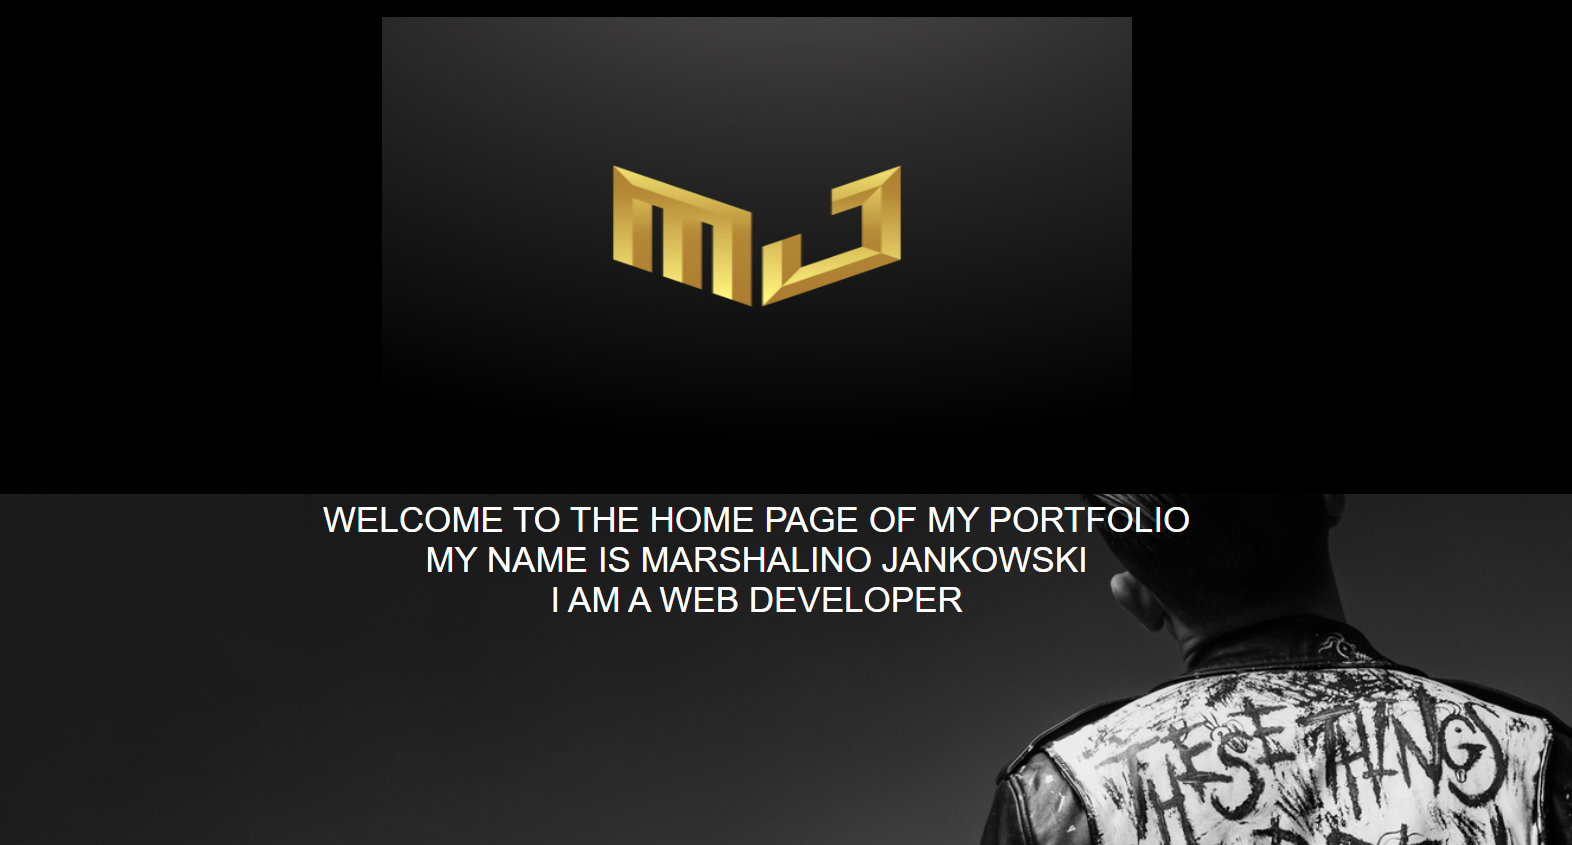 MJ
WELCOME TO THE HOME PAGE OF MY PORTFOLIO
MY NAME IS MARSHALINO JANKOWSKI
I AM A WEB DEVELOPER
THESE THINGS